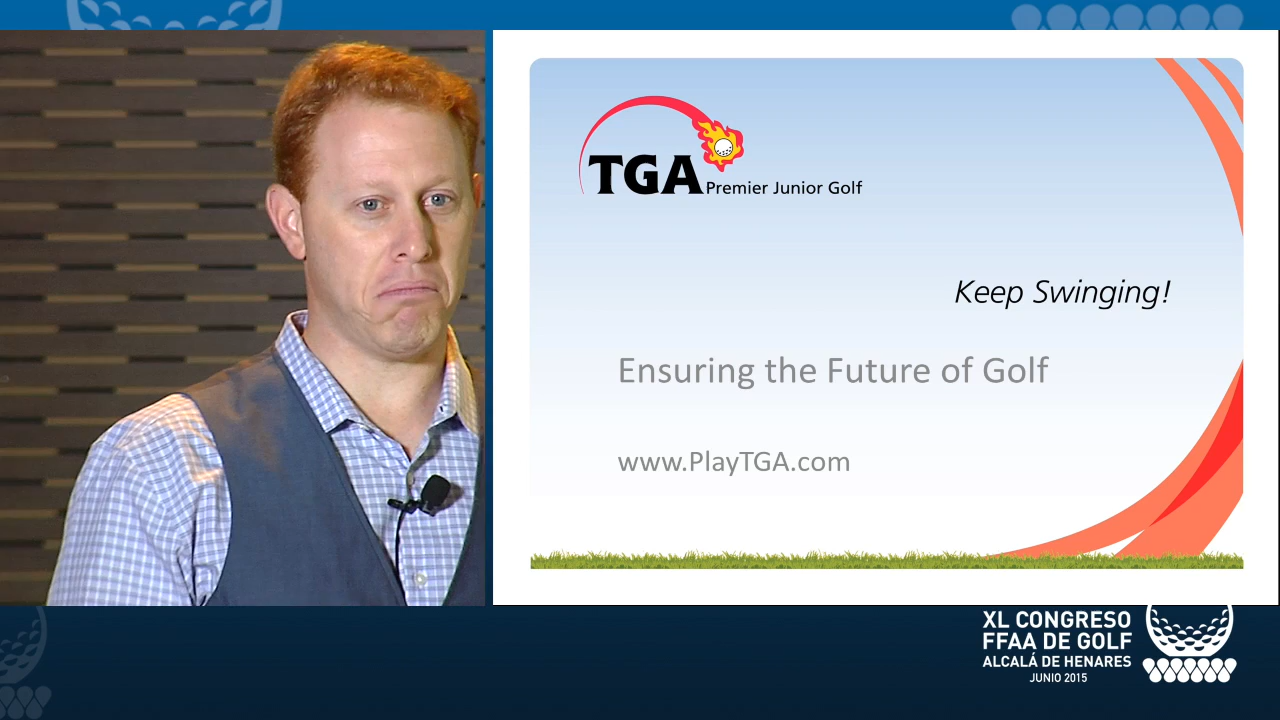 TGA Premier Junior Golf
Keep Swinging!
Ensuring the Future of Golf
www.PlayTGA.com
XL CONGRESO
FFAA DE GOLF
ALCALÁ DE HENARES
JUNIO 2015